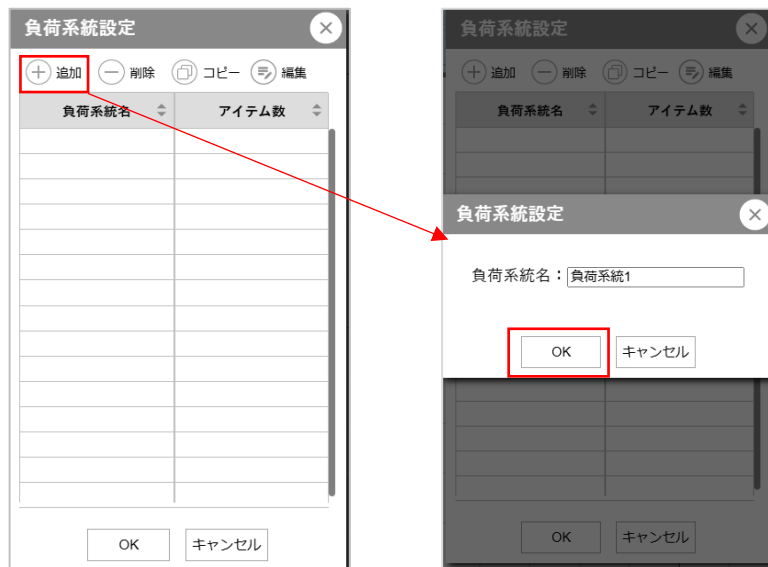 負荷系統設定
追加 削除 コピー 編集
負荷系統名 アイテム数
OK キャンセル
負荷系統設定
追加 削除 コピー 編集
負荷系統名 アイテム数
負荷系統設定
負荷系統名：負荷系統1
OK キャンセル
OK キャンセル